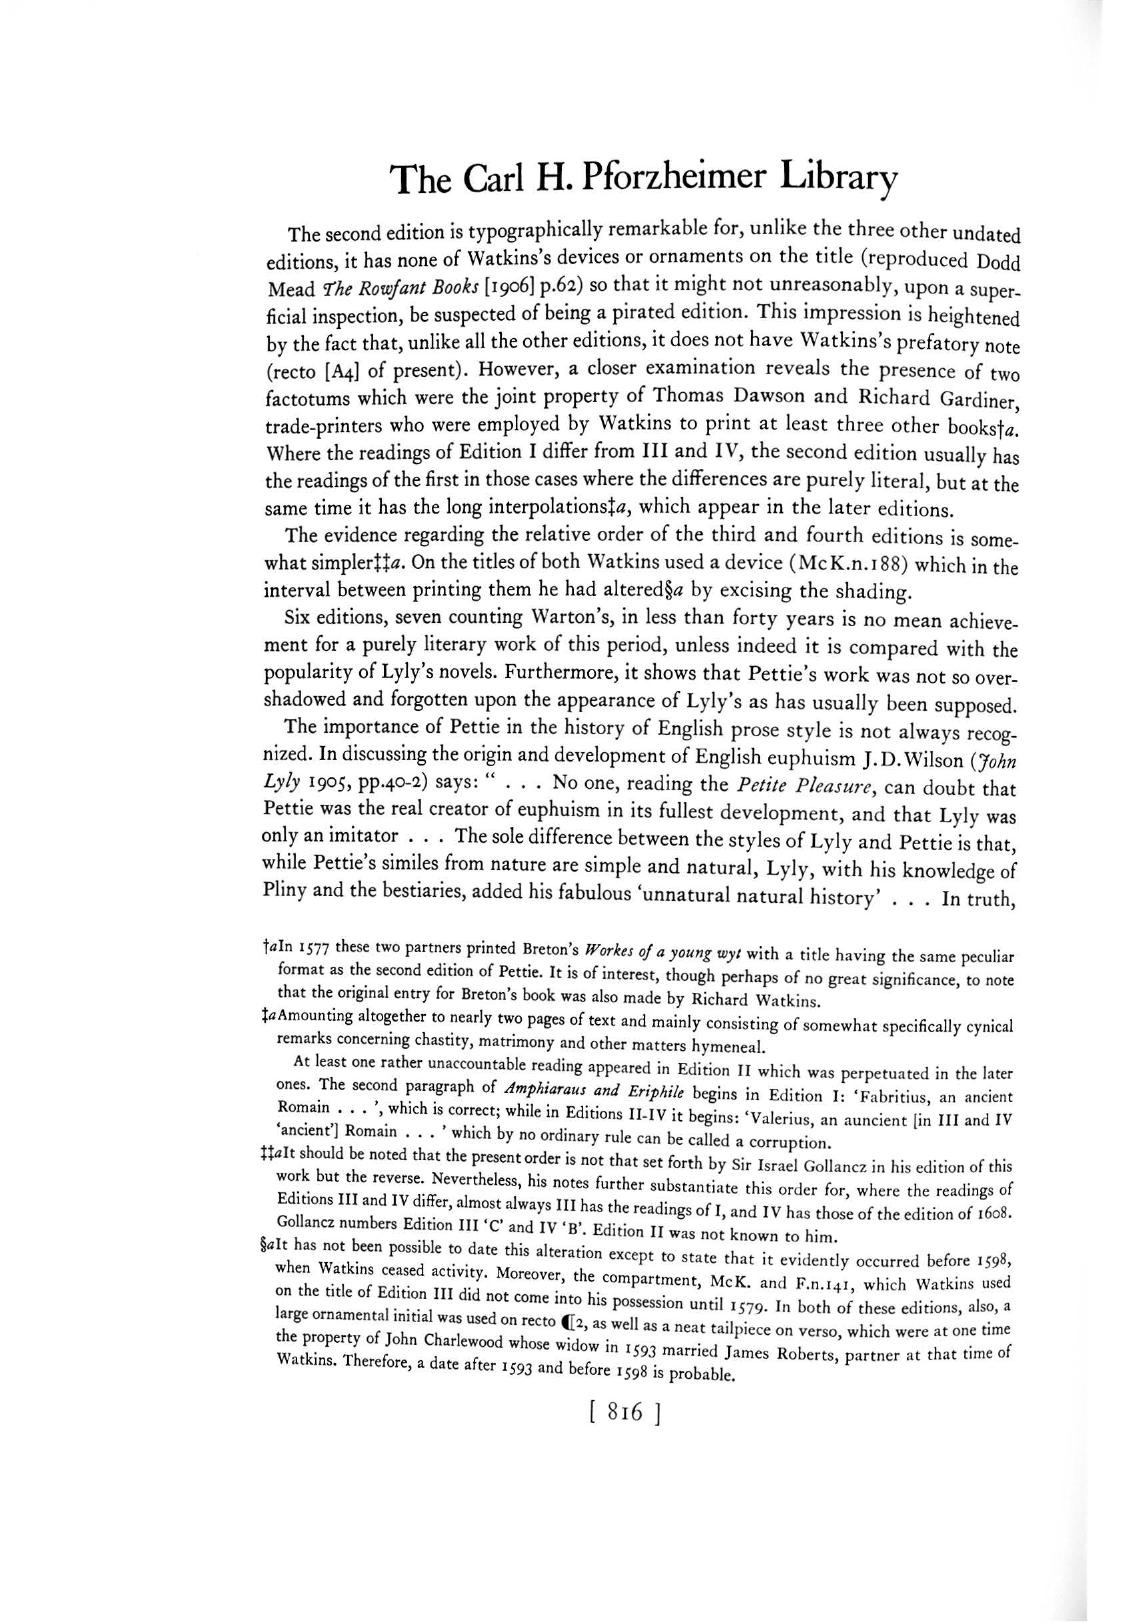 The Carl H. Pforzheimer Library
The second edition is typographically remarkable for, unlike the three other undated
editions, it has none of Watkins's devices or ornaments on the title (reproduced Dodd
Mead The Rowfant Books [1906] p.62) so that it might not unreasonably, upon a super-
ficial inspection, be suspected of being a pirated edition. This impression is heightened
by the fact that, unlike all the other editions, it does not have Watkins's prefatory note
(recto [A4] of present). However, a closer examination reveals the presence of two
factotums which were the joint property of Thomas Dawson and Richard Gardiner,
trade-printers who were employed by Watkins to print at least three other books†a.
Where the readings of Edition I differ from III and IV, the second edition usually has
the readings of the first in those cases where the differences are purely literal, but at the
same time it has the long interpolations‡a, which appear in the later editions.
The evidence regarding the relative order of the third and fourth editions is some-
what simpler‡‡a. On the titles of both Watkins used a device (McK.n.188) which in the
interval between printing them he had altered§a by excising the shading.
Six editions, seven counting Warton's, in less than forty years is no mean achieve-
ment for a purely literary work of this period, unless indeed it is compared with the
popularity of Lyly's novels. Furthermore, it shows that Pettie's work was not so over-
shadowed and forgotten upon the appearance of Lyly's as has usually been supposed.
The importance of Pettie in the history of English prose style is not always recog-
nized. In discussing the origin and development of English euphuism J.D.Wilson (John
Lyly 1905, pp.40-2) says: " . . . No one, reading the Petite Pleasure, can doubt that
Pettie was the real creator of euphuism in its fullest development, and that Lyly was
only an imitator . . . The sole difference between the styles of Lyly and Pettie is that,
while Pettie's similes from nature are simple and natural, Lyly, with his knowledge of
Pliny and the bestiaries, added his fabulous 'unnatural natural history' . . . In truth,
†aIn 1577 these two partners printed Breton's Workes of a young wyt with a title having the same peculiar
format as the second edition of Pettie. It is of interest, though perhaps of no great significance, to note
that the original entry for Breton's book was also made by Richard Watkins.
‡aAmounting altogether to nearly two pages of text and mainly consisting of somewhat specifically cynical
remarks concerning chastity, matrimony and other matters hymeneal.
At least one rather unaccountable reading appeared in Edition II which was perpetuated in the later
ones. The second paragraph of Amphiaraus and Eriphile begins in Edition I: 'Fabritius, an ancient
Romain . . . ', which is correct; while in Editions II-IV it begins: 'Valerius, an auncient [in III and IV
'ancient'] Romain . . . ' which by no ordinary rule can be called a corruption.
‡‡aIt should be noted that the present order is not that set forth by Sir Israel Gollancz in his edition of this
work but the reverse. Nevertheless, his notes further substantiate this order for, where the readings of
Editions III and IV differ, almost always III has the readings of I, and IV has those of the edition of 1608.
Gollancz numbers Edition III 'C' and IV 'B'. Edition II was not known to him.
§aIt has not been possible to date this alteration except to state that it evidently occurred before 1598,
when Watkins ceased activity. Moreover, the compartment, McK. and F.n.141, which Watkins used
on the title of Edition III did not come into his possession until 1579. In both of these editions, also, a
large ornamental initial was used on recto ¶2, as well as a neat tailpiece on verso, which were at one time
the property of John Charlewood whose widow in 1593 married James Roberts, partner at that time of
Watkins. Therefore, a date after 1593 and before 1598 is probable.
[ 816 ]